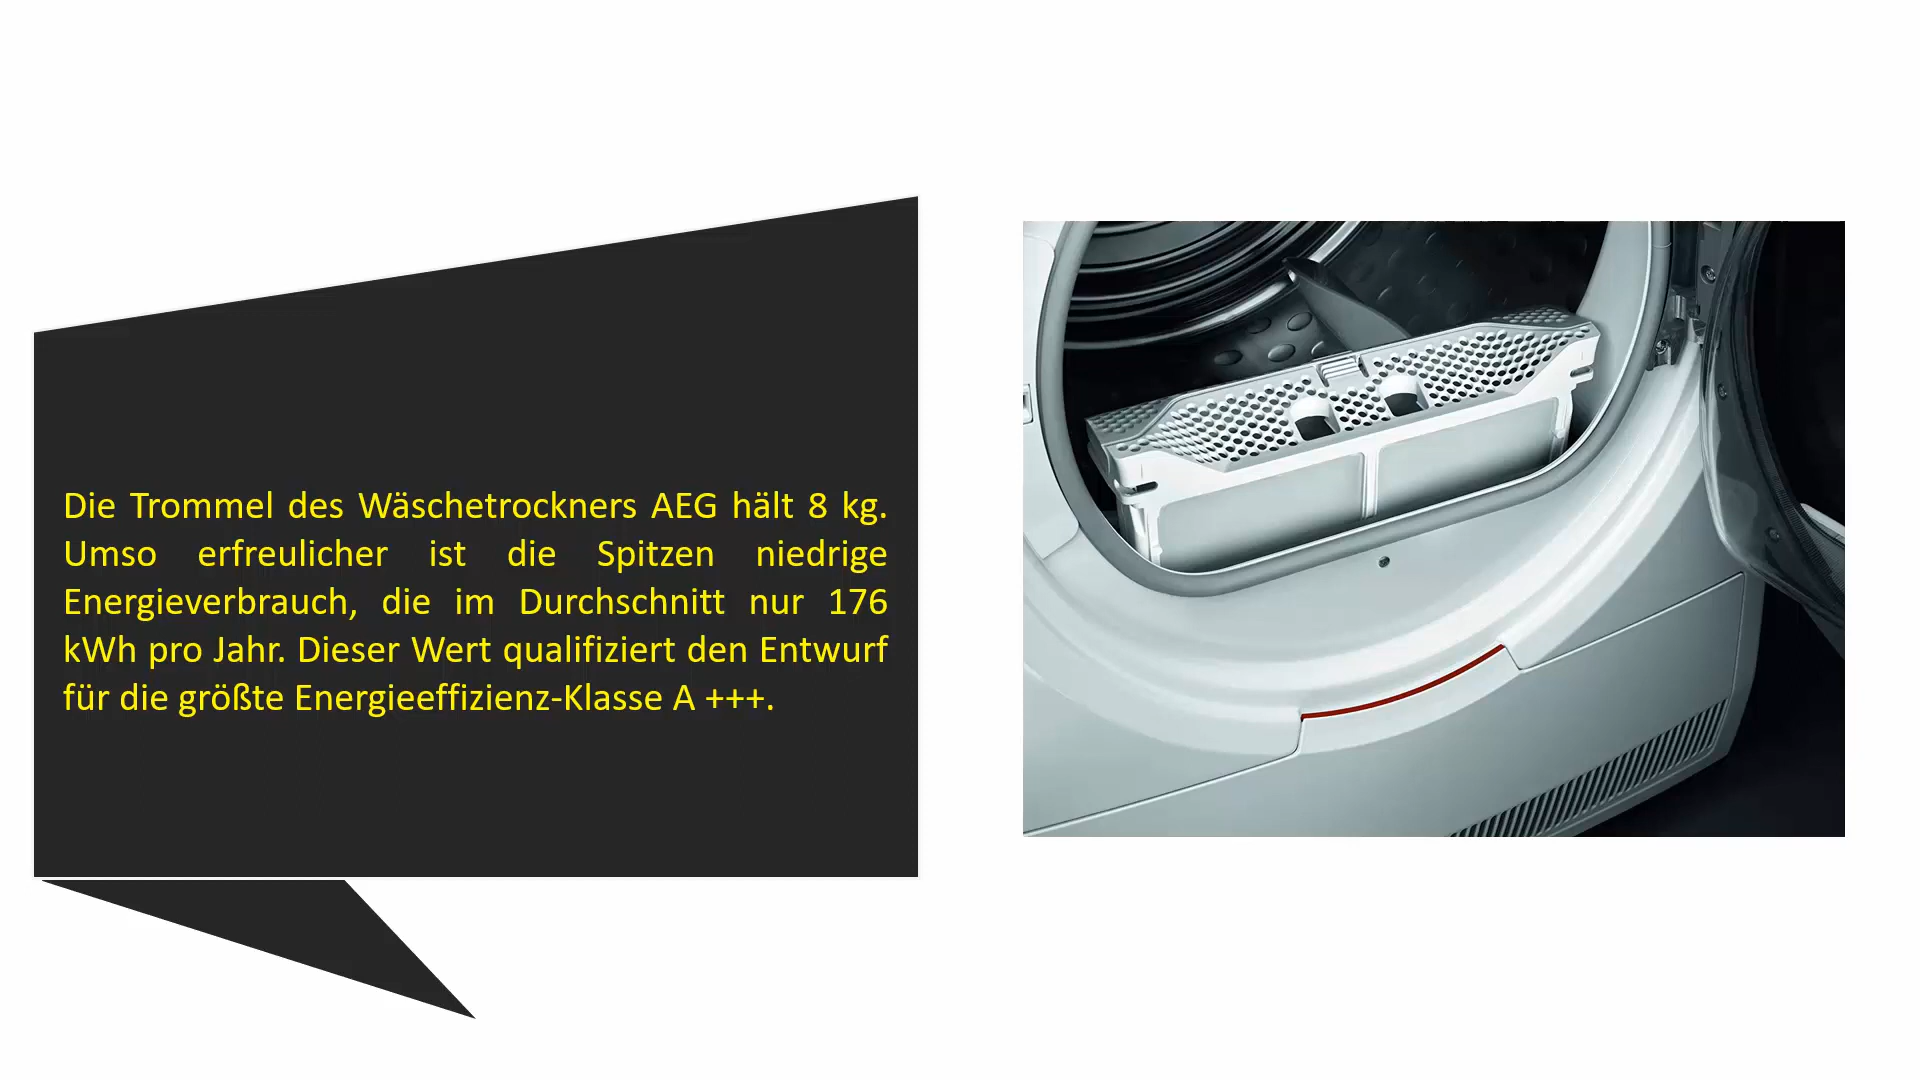 Die Trommel des Wäschetrockners AEG hält 8 kg.
Umso erfreulicher ist die Spitzen niedrige
Energieverbrauch, die im Durchschnitt nur 176
kWh pro Jahr. Dieser Wert qualifiziert den Entwurf
für die größte Energieeffizienz-Klasse A +++.